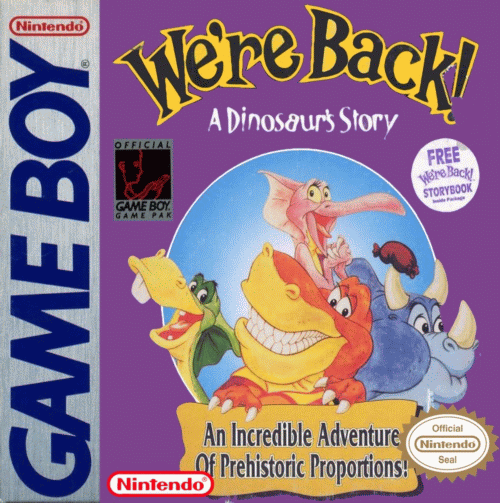 Nintendo®
GAME BOY®
We're Back!
A Dinosaur's Story
OFFICIAL
GAME BOY
GAME PAK
FREE
We're Back!
STORYBOOK
Inside Package
An Incredible Adventure
Of Prehistoric Proportions!
Official
Nintendo
Seal
Nintendo®